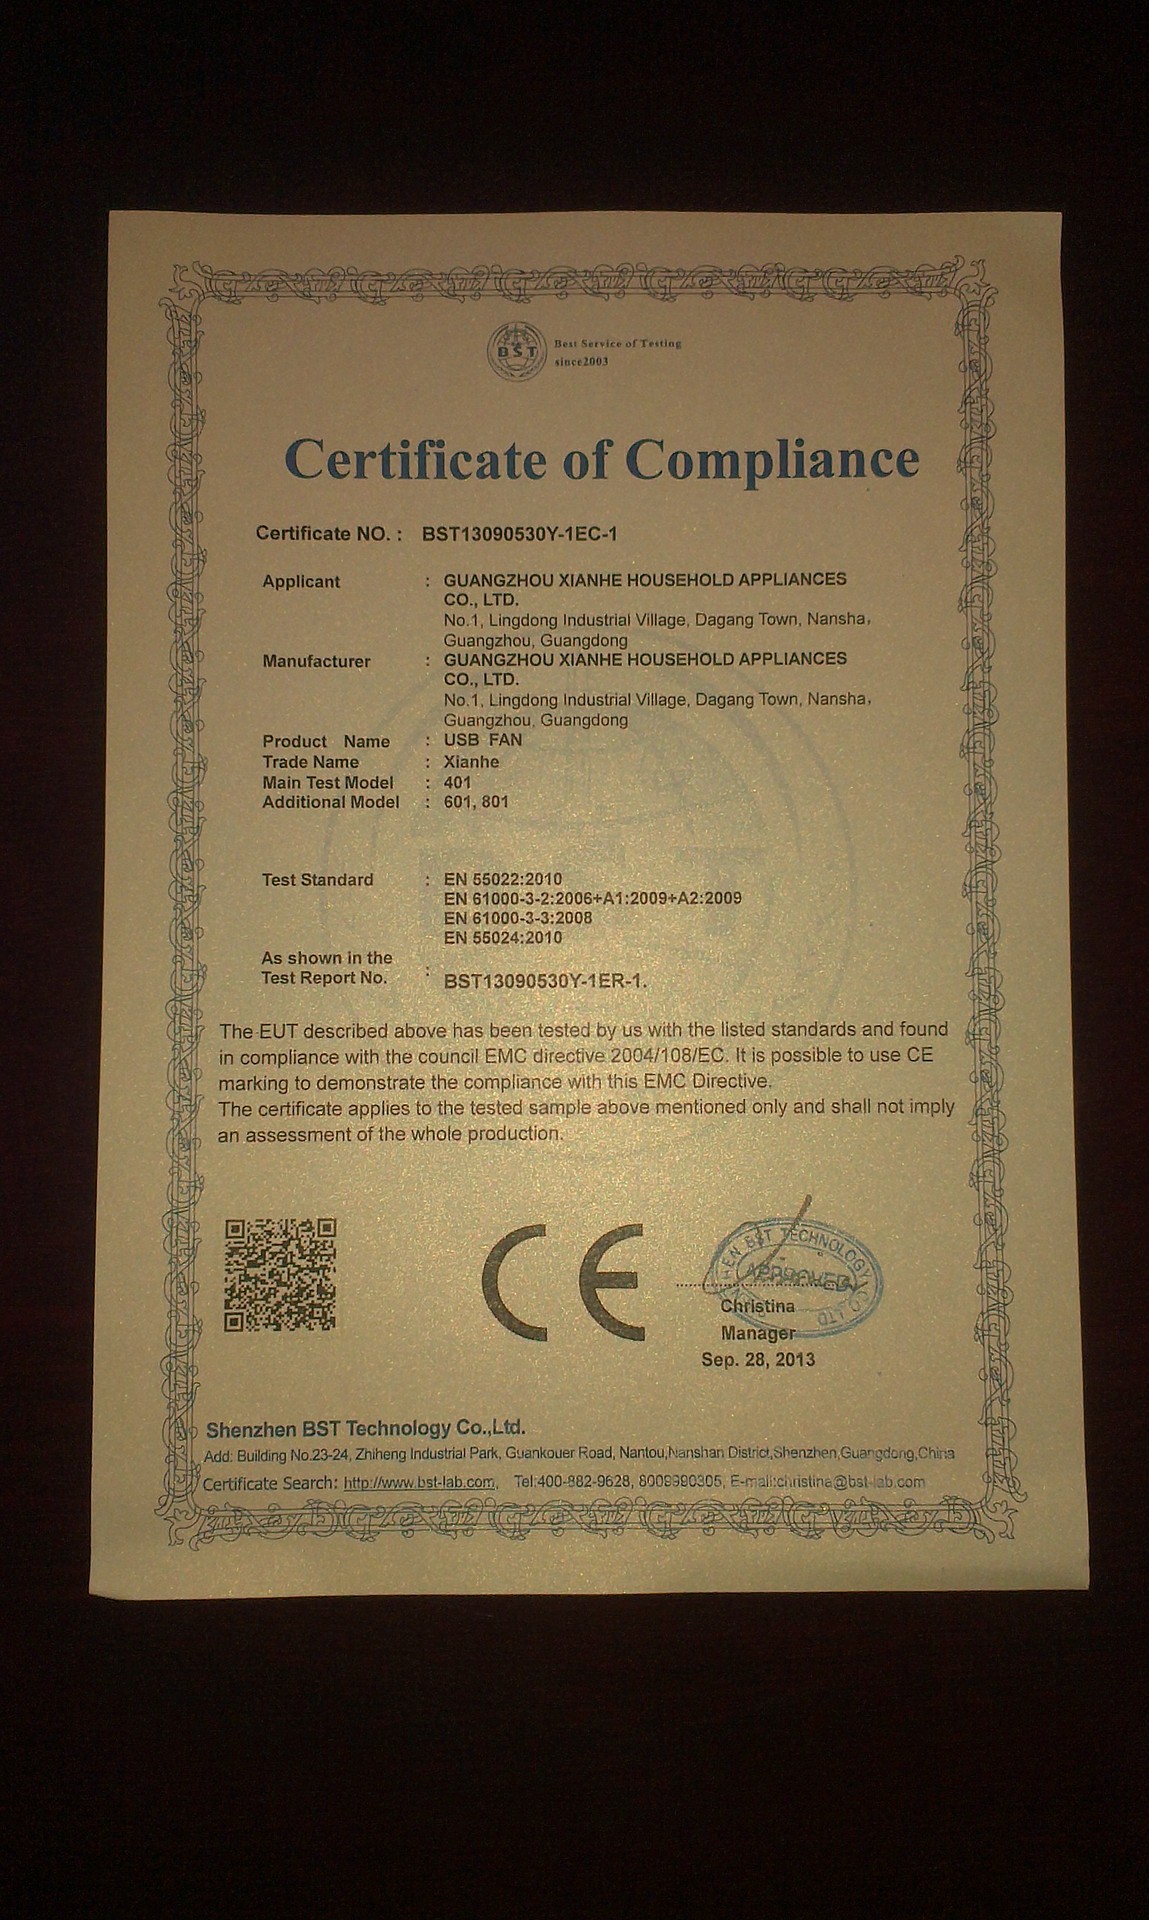 BST
Best Service of Testing
since2003
Certificate of Compliance
Certificate NO. : BST13090530Y-1EC-1
Applicant : GUANGZHOU XIANHE HOUSEHOLD APPLIANCES
CO., LTD.
No.1, Lingdong Industrial Village, Dagang Town, Nansha,
Guangzhou, Guangdong
Manufacturer : GUANGZHOU XIANHE HOUSEHOLD APPLIANCES
CO., LTD.
No.1, Lingdong Industrial Village, Dagang Town, Nansha,
Guangzhou, Guangdong
Product Name : USB FAN
Trade Name : Xianhe
Main Test Model : 401
Additional Model : 601, 801
Test Standard : EN 55022:2010
EN 61000-3-2:2006+A1:2009+A2:2009
EN 61000-3-3:2008
EN 55024:2010
As shown in the
Test Report No. : BST13090530Y-1ER-1.
The EUT described above has been tested by us with the listed standards and found
in compliance with the council EMC directive 2004/108/EC. It is possible to use CE
marking to demonstrate the compliance with this EMC Directive.
The certificate applies to the tested sample above mentioned only and shall not imply
an assessment of the whole production.
CE
BST TECHNOLOGY CO LTD
APPROVED
Christina
Manager
Sep. 28, 2013
Shenzhen BST Technology Co.,Ltd.
Add: Building No.23-24, Zhiheng Industrial Park, Guankouer Road, Nantou,Nanshan District,Shenzhen,Guangdong,China
Certificate Search: http://www.bst-lab.com, Tel:400-882-9628, 8009990305, E-mail:christina@bst-lab.com